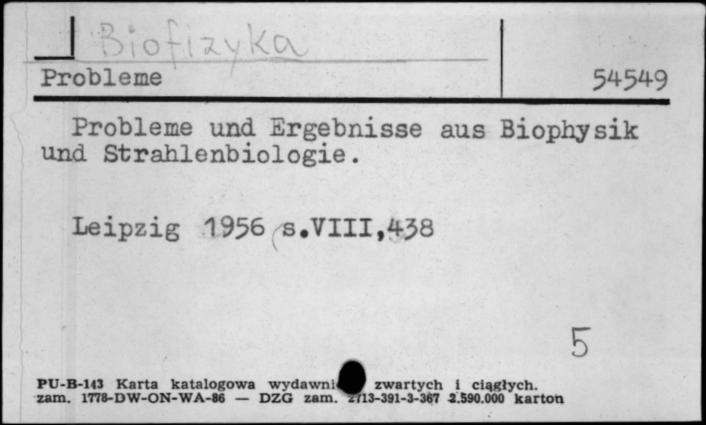 Biofizyka
Probleme 54549
Probleme und Ergebnisse aus Biophysik
und Strahlenbiologie.
Leipzig 1956 s.VIII,438
5
PU-B-143 Karta katalogowa zwartych i ciągłych.
zam. 1778-DW-ON-WA-86 — DZG zam. 2713-391-3-367 2.590.000 karton